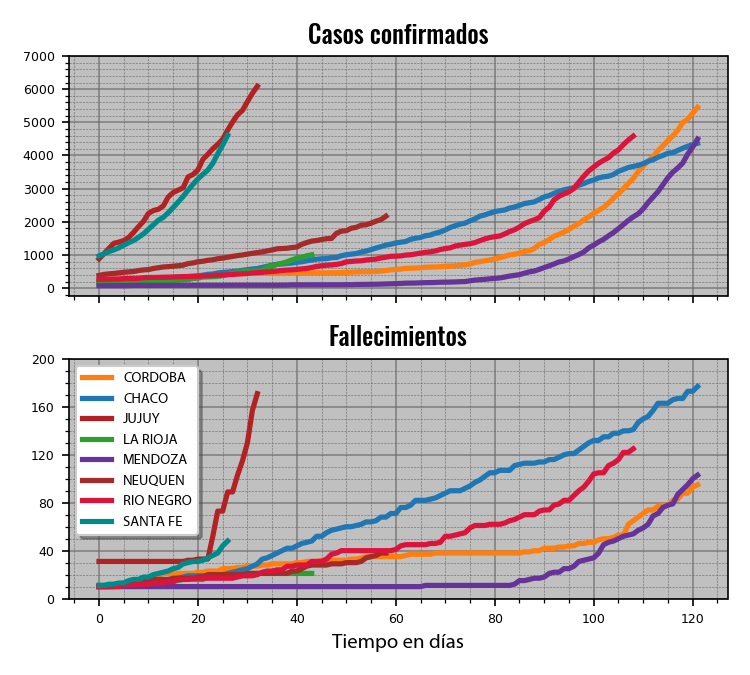 Casos confirmados
7000
6000
5000
4000
3000
2000
1000
0
Fallecimientos
200
160
120
80
40
0
CORDOBA
CHACO
JUJUY
LA RIOJA
MENDOZA
NEUQUEN
RIO NEGRO
SANTA FE
0 20 40 60 80 100 120
Tiempo en días